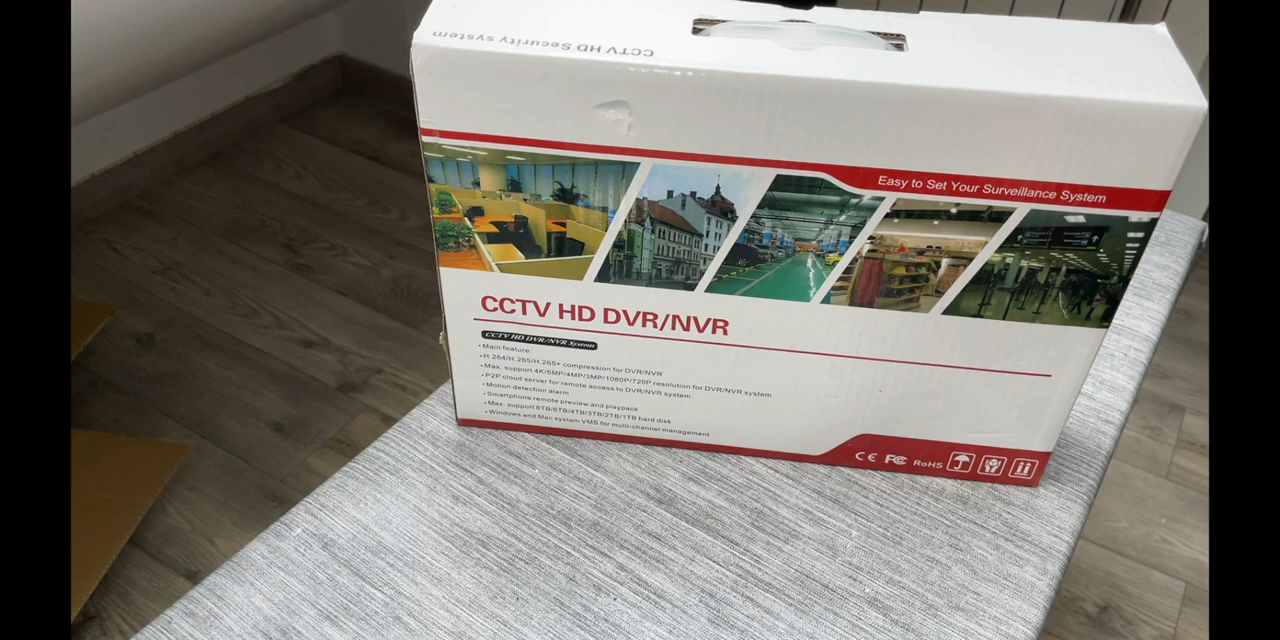 CCTV HD Security system
Easy to Set Your Surveillance System
CCTV HD DVR/NVR
CCTV HD DVR/NVR System
• Main feature:
• H.264/H.265/H.265+ compression for DVR/NVR
• Max. support 4K/5MP/4MP/3MP/1080P/720P resolution for DVR/NVR system
• P2P cloud server for remote access to DVR/NVR system
• Motion detection alarm
• Smartphone remote preview and playpack
• Max. support 8TB/6TB/4TB/3TB/2TB/1TB hard disk
• Windows and Mac system VMS for multi-channel management
CE FC RoHS